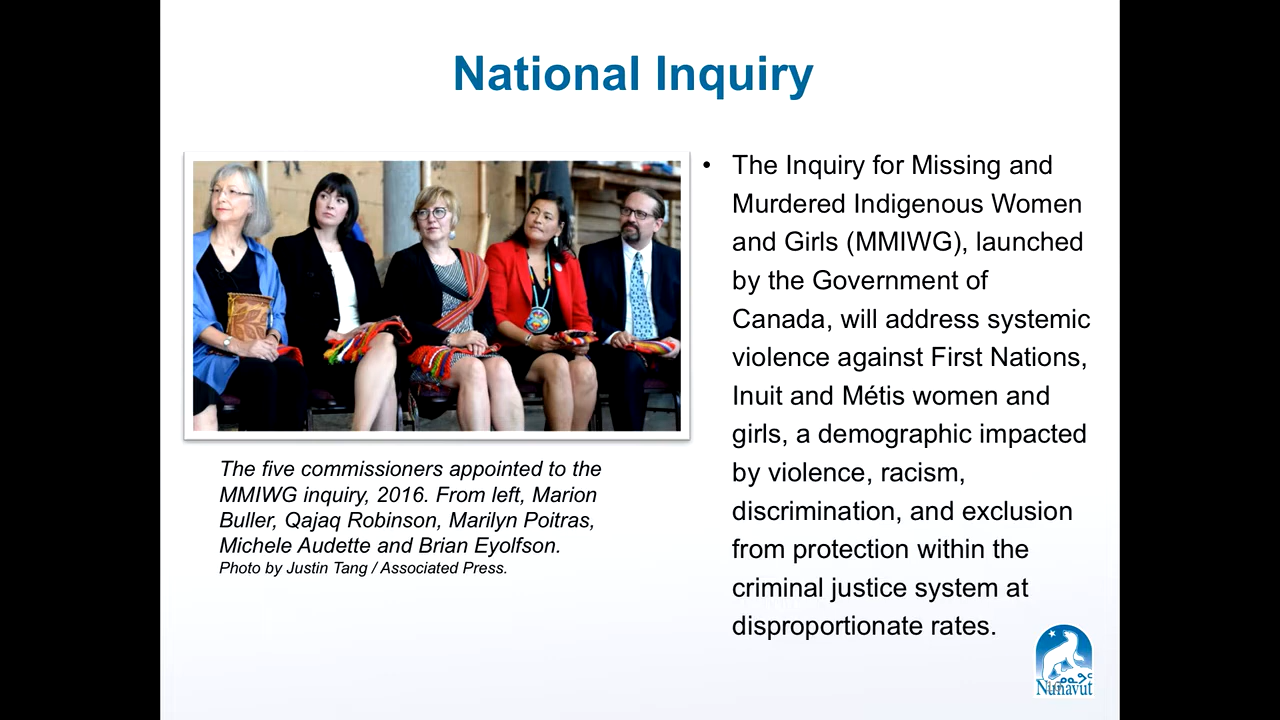 National Inquiry
The five commissioners appointed to the
MMIWG inquiry, 2016. From left, Marion
Buller, Qajaq Robinson, Marilyn Poitras,
Michele Audette and Brian Eyolfson.
Photo by Justin Tang / Associated Press.
• The Inquiry for Missing and
Murdered Indigenous Women
and Girls (MMIWG), launched
by the Government of
Canada, will address systemic
violence against First Nations,
Inuit and Métis women and
girls, a demographic impacted
by violence, racism,
discrimination, and exclusion
from protection within the
criminal justice system at
disproportionate rates.
Nunavut